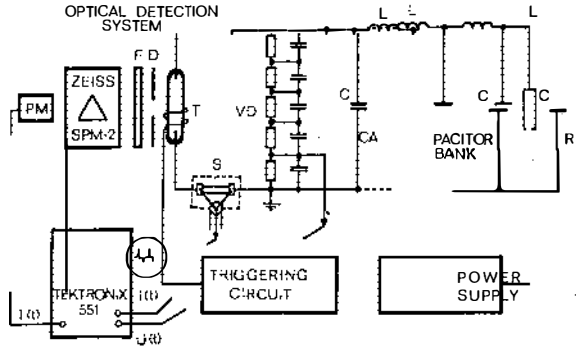 OPTICAL DETECTION
SYSTEM
L
L
L
F D
ZEISS
PM
SPM-2
T
VD
C
CA
C
C
PACITOR
BANK
R
S
TEKTRONIX
551
i(t)
I(t)
U(t)
TRIGGERING
CIRCUIT
POWER
SUPPLY